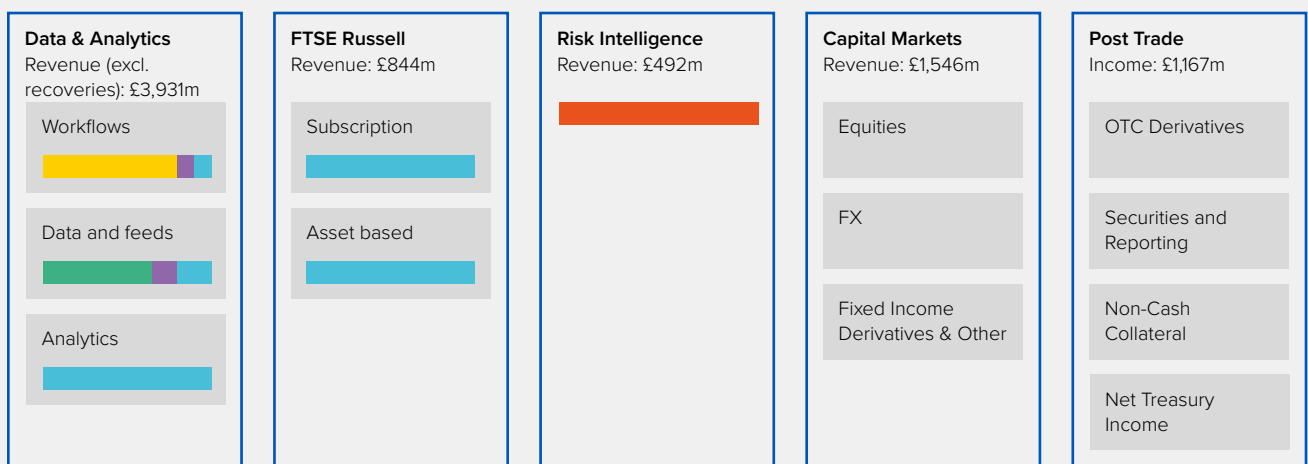 Data & Analytics
Revenue (excl.
recoveries): £3,931m
Workflows
Data and feeds
Analytics
FTSE Russell
Revenue: £844m
Subscription
Asset based
Risk Intelligence
Revenue: £492m
Capital Markets
Revenue: £1,546m
Equities
FX
Fixed Income
Derivatives & Other
Post Trade
Income: £1,167m
OTC Derivatives
Securities and
Reporting
Non-Cash
Collateral
Net Treasury
Income